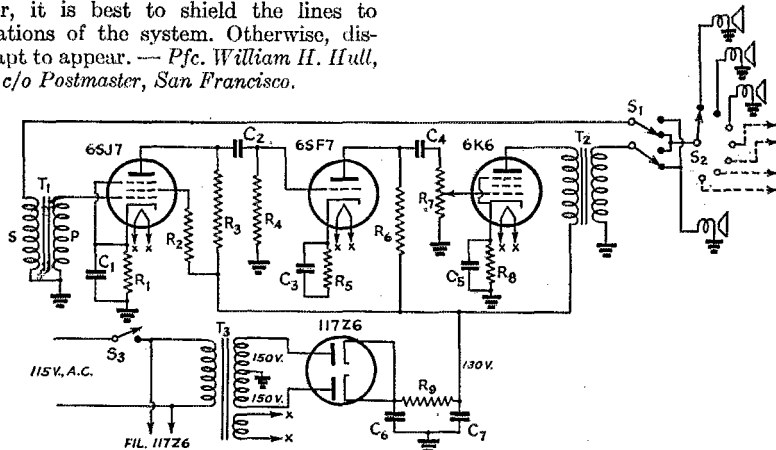 r, it is best to shield the lines to
ations of the system. Otherwise, dis-
apt to appear. — Pfc. William H. Hull,
c/o Postmaster, San Francisco.
6SJ7
C2
6SF7
C4
6K6
T2
S1
S2
T1
S
P
C1
R1
R2
R3
R4
C3
R5
R6
R7
C5
R8
S3
T3
117Z6
115V., A.C.
150V.
150V.
130V.
R9
C6
C7
FIL. 117Z6
X X
X X
X X
X
X